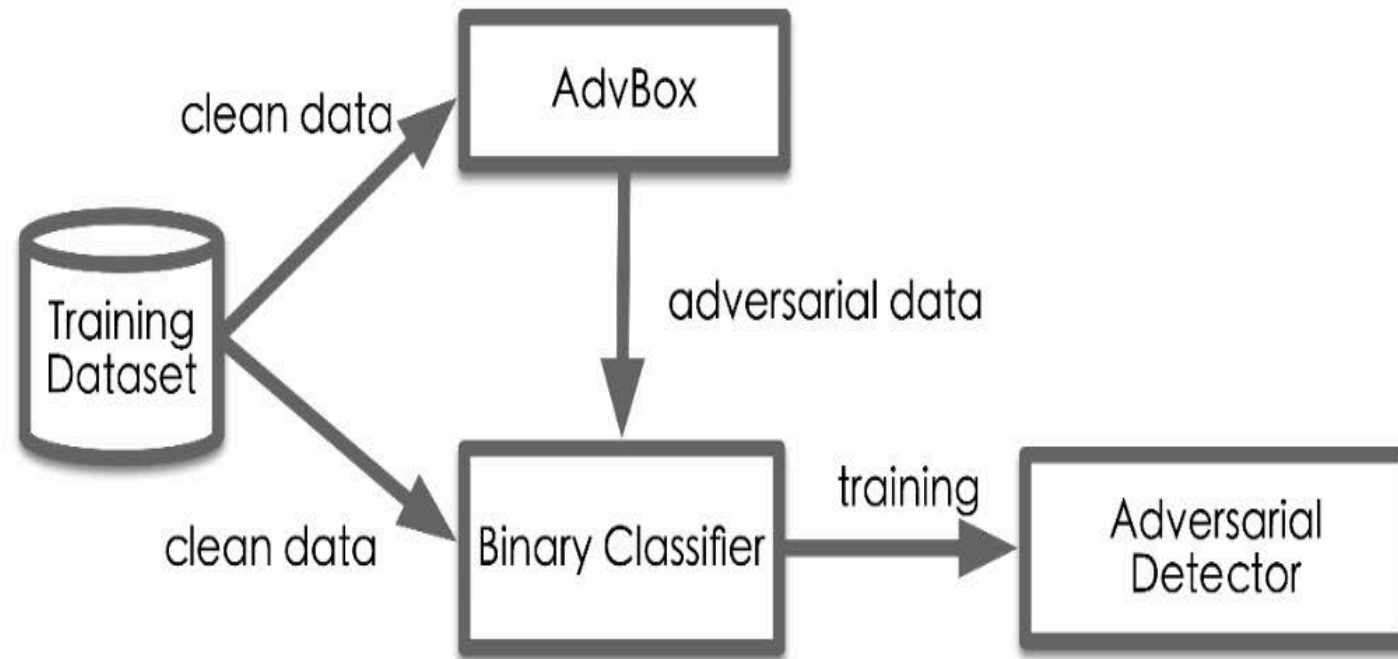 AdvBox
clean data
Training
Dataset
adversarial data
clean data
Binary Classifier
training
Adversarial
Detector